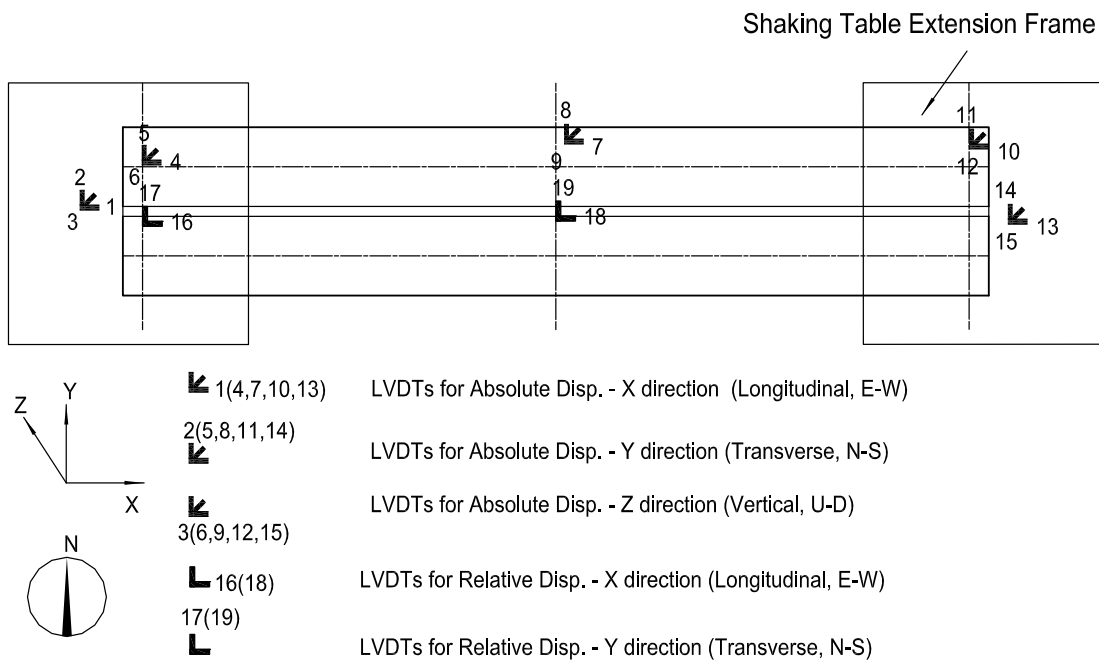 Shaking Table Extension Frame
8
11
5
7
10
4
9
12
6
2
17
19
14
1
3
16
18
13
15
Y
1(4,7,10,13) LVDTs for Absolute Disp. - X direction (Longitudinal, E-W)
Z
2(5,8,11,14)
LVDTs for Absolute Disp. - Y direction (Transverse, N-S)
X
LVDTs for Absolute Disp. - Z direction (Vertical, U-D)
3(6,9,12,15)
N
16(18) LVDTs for Relative Disp. - X direction (Longitudinal, E-W)
17(19)
LVDTs for Relative Disp. - Y direction (Transverse, N-S)